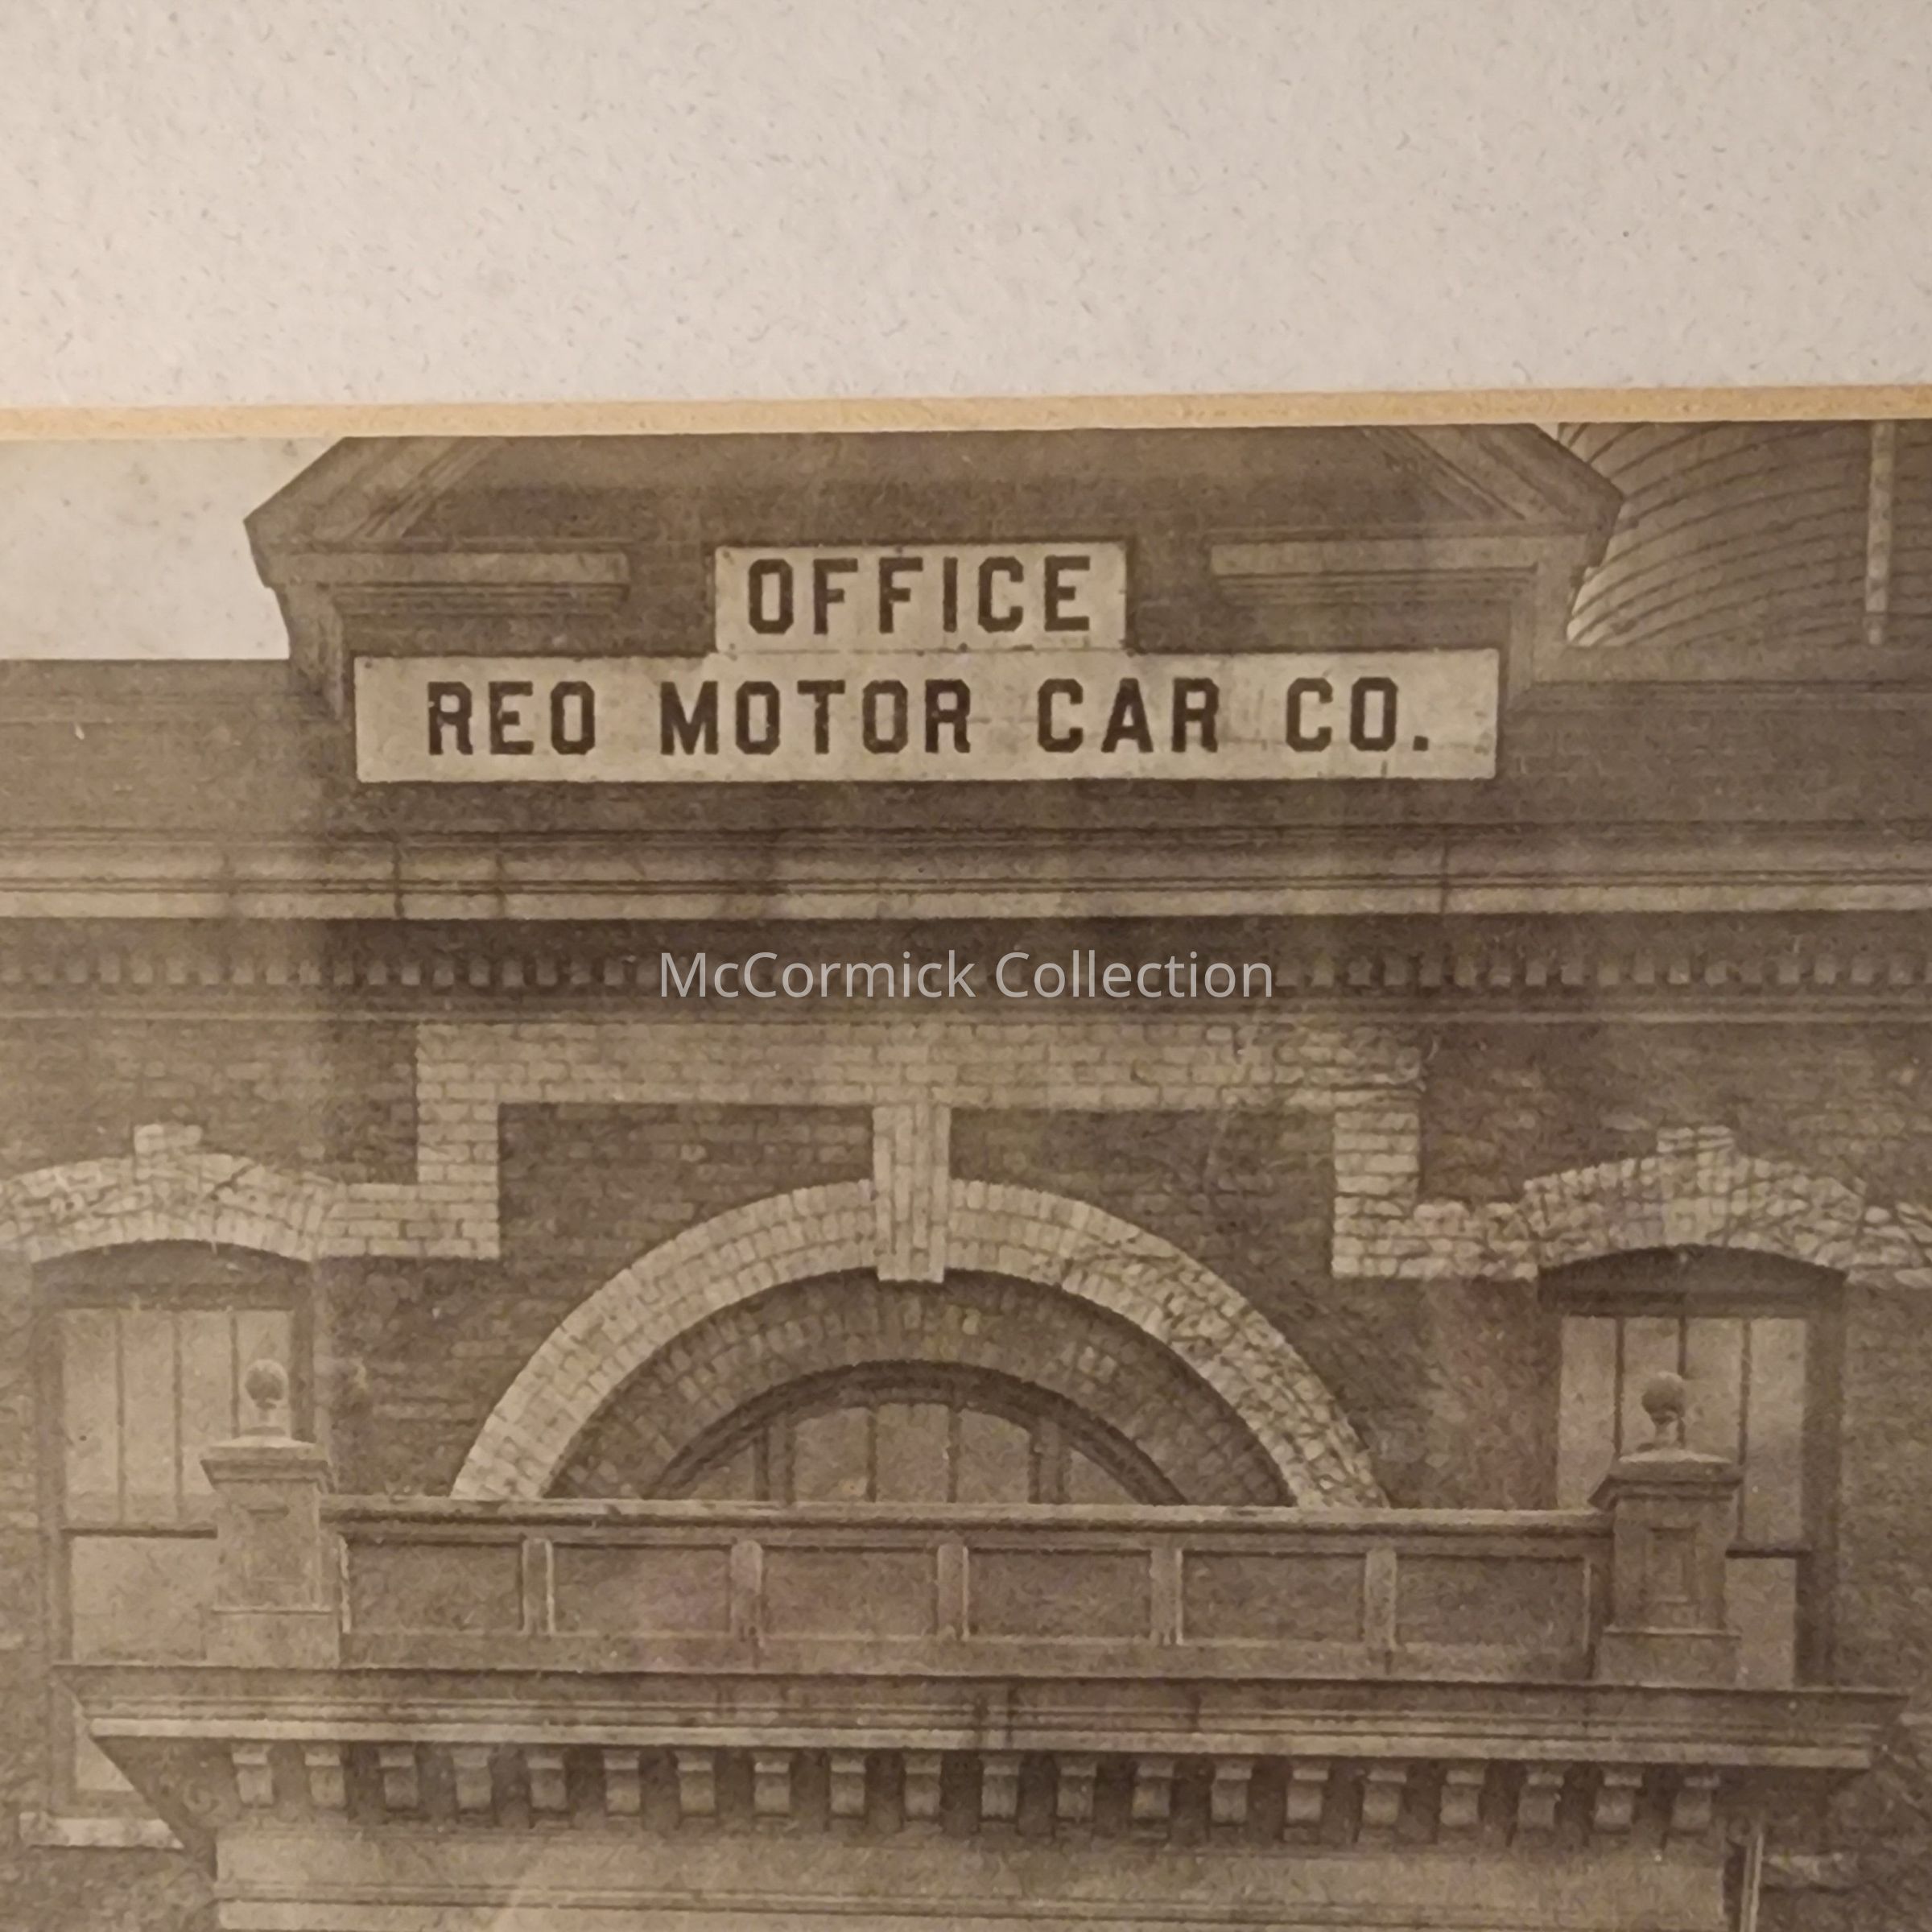 OFFICE
REO MOTOR CAR CO.
McCormick Collection